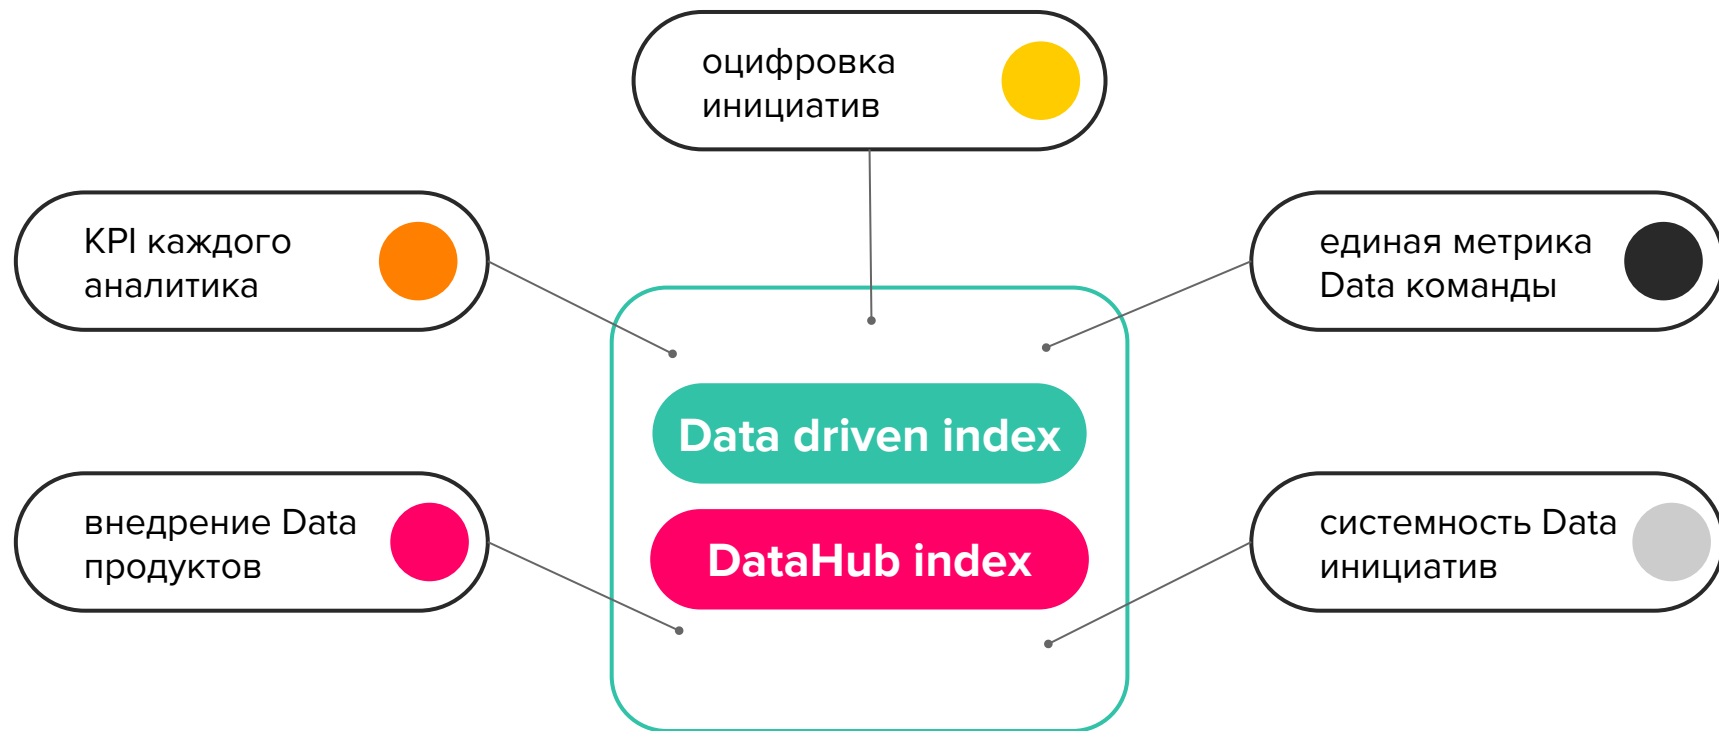 оцифровка
инициатив
KPI каждого
аналитика
единая метрика
Data команды
Data driven index
DataHub index
внедрение Data
продуктов
системность Data
инициатив